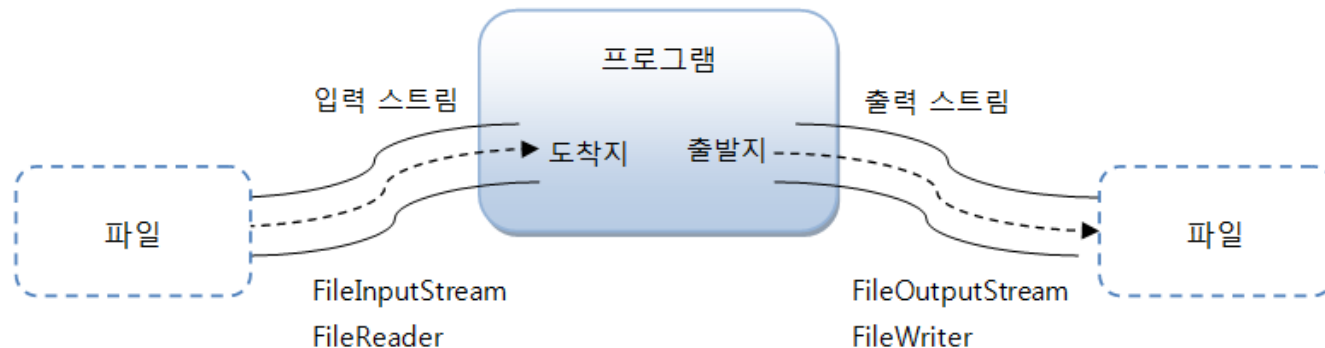 프로그램
입력 스트림
출력 스트림
도착지
출발지
파일
파일
FileInputStream
FileReader
FileOutputStream
FileWriter